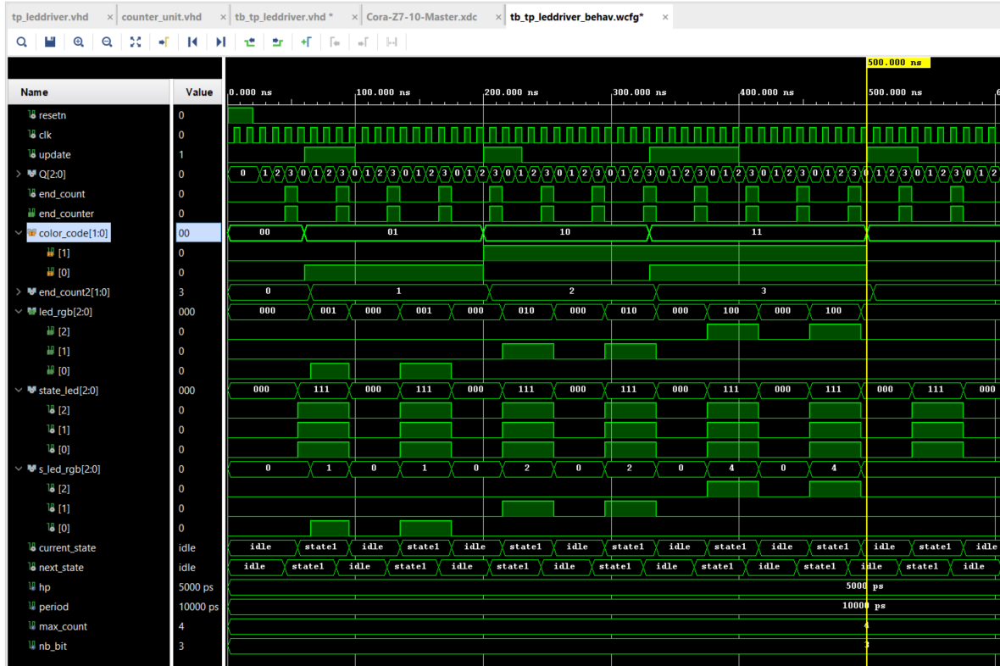 tp_leddriver.vhd × counter_unit.vhd × tb_tp_leddriver.vhd * × Cora-Z7-10-Master.xdc × tb_tp_leddriver_behav.wcfg* ×
500.000 ns
Name Value 0.000 ns 100.000 ns 200.000 ns 300.000 ns 400.000 ns 500.000 ns 6
resetn 0
clk 0
update 1
Q[2:0] 0 0 1 2 3 0 1 2 3 0 1 2 3 0 1 2 3 0 1 2 3 0 1 2 3 0 1 2 3 0 1 2 3 0 1 2 3 0 1 2 3 0 1 2 3 0 1 2 3 0 1 2 3 0 1 2 3 0 1 2
end_count 0
end_counter 0
color_code[1:0] 00 00 01 10 11
[1] 0
[0] 0
end_count2[1:0] 3 0 1 2 3
led_rgb[2:0] 000 000 001 000 001 000 010 000 010 000 100 000 100
[2] 0
[1] 0
[0] 0
state_led[2:0] 000 000 111 000 111 000 111 000 111 000 111 000 111 000 111 000
[2] 0
[1] 0
[0] 0
s_led_rgb[2:0] 0 0 1 0 1 0 2 0 2 0 4 0 4
[2] 0
[1] 0
[0] 0
current_state idle idle state1 idle state1 idle state1 idle state1 idle state1 idle state1 idle state1 idle
next_state idle idle state1 idle state1 idle state1 idle state1 idle state1 idle state1 idle state1 idle
hp 5000 ps 5000 ps
period 10000 ps 10000 ps
max_count 4 4
nb_bit 3 3